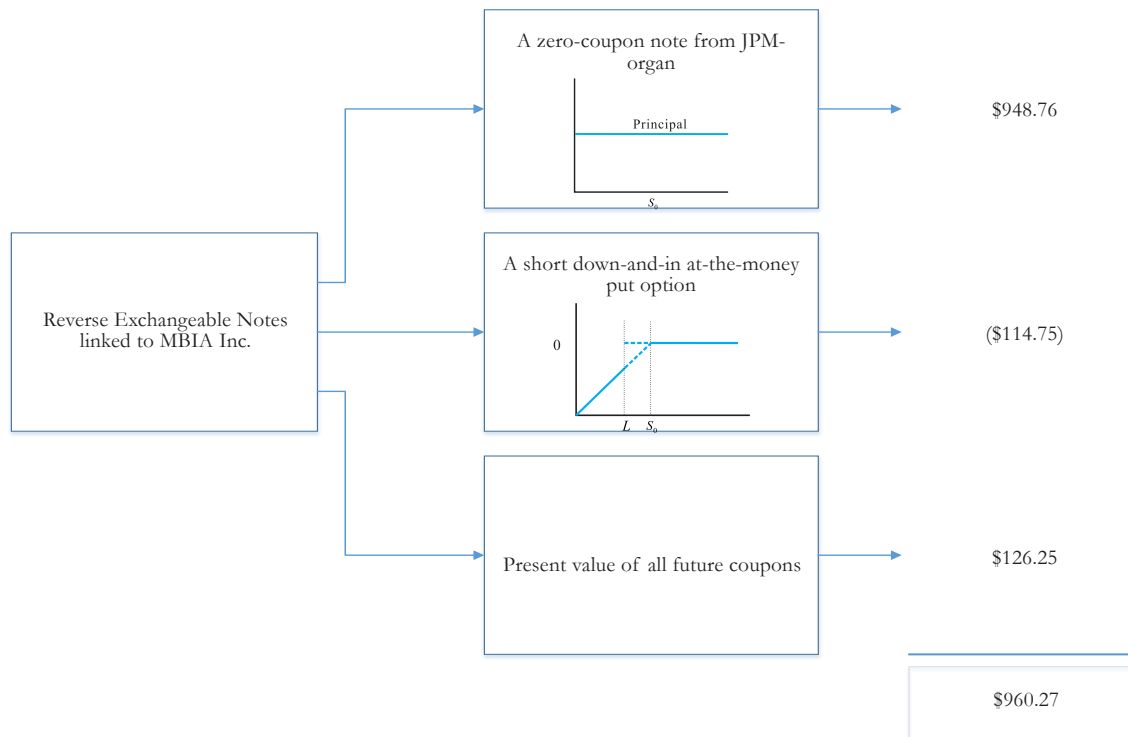 A zero-coupon note from JPM-
organ
Principal
S₀
$948.76
Reverse Exchangeable Notes
linked to MBIA Inc.
A short down-and-in at-the-money
put option
0
L S₀
($114.75)
Present value of all future coupons
$126.25
$960.27